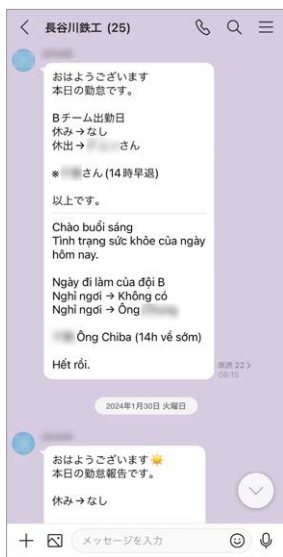 長谷川鉄工 (25)
おはようございます
本日の勤怠です。
Bチーム出勤日
休み→なし
休出→ さん
※ さん(14時早退)
以上です。
Chào buổi sáng
Tình trạng sức khỏe của ngày
hôm nay.
Ngày đi làm của đội B
Nghỉ ngơi → Không có
Nghỉ ngơi → Ông
Ông Chiba (14h về sớm)
Hết rồi.
既読 22
08:15
2024年1月30日 火曜日
おはようございます
本日の勤怠報告です。
休み→なし
メッセージを入力